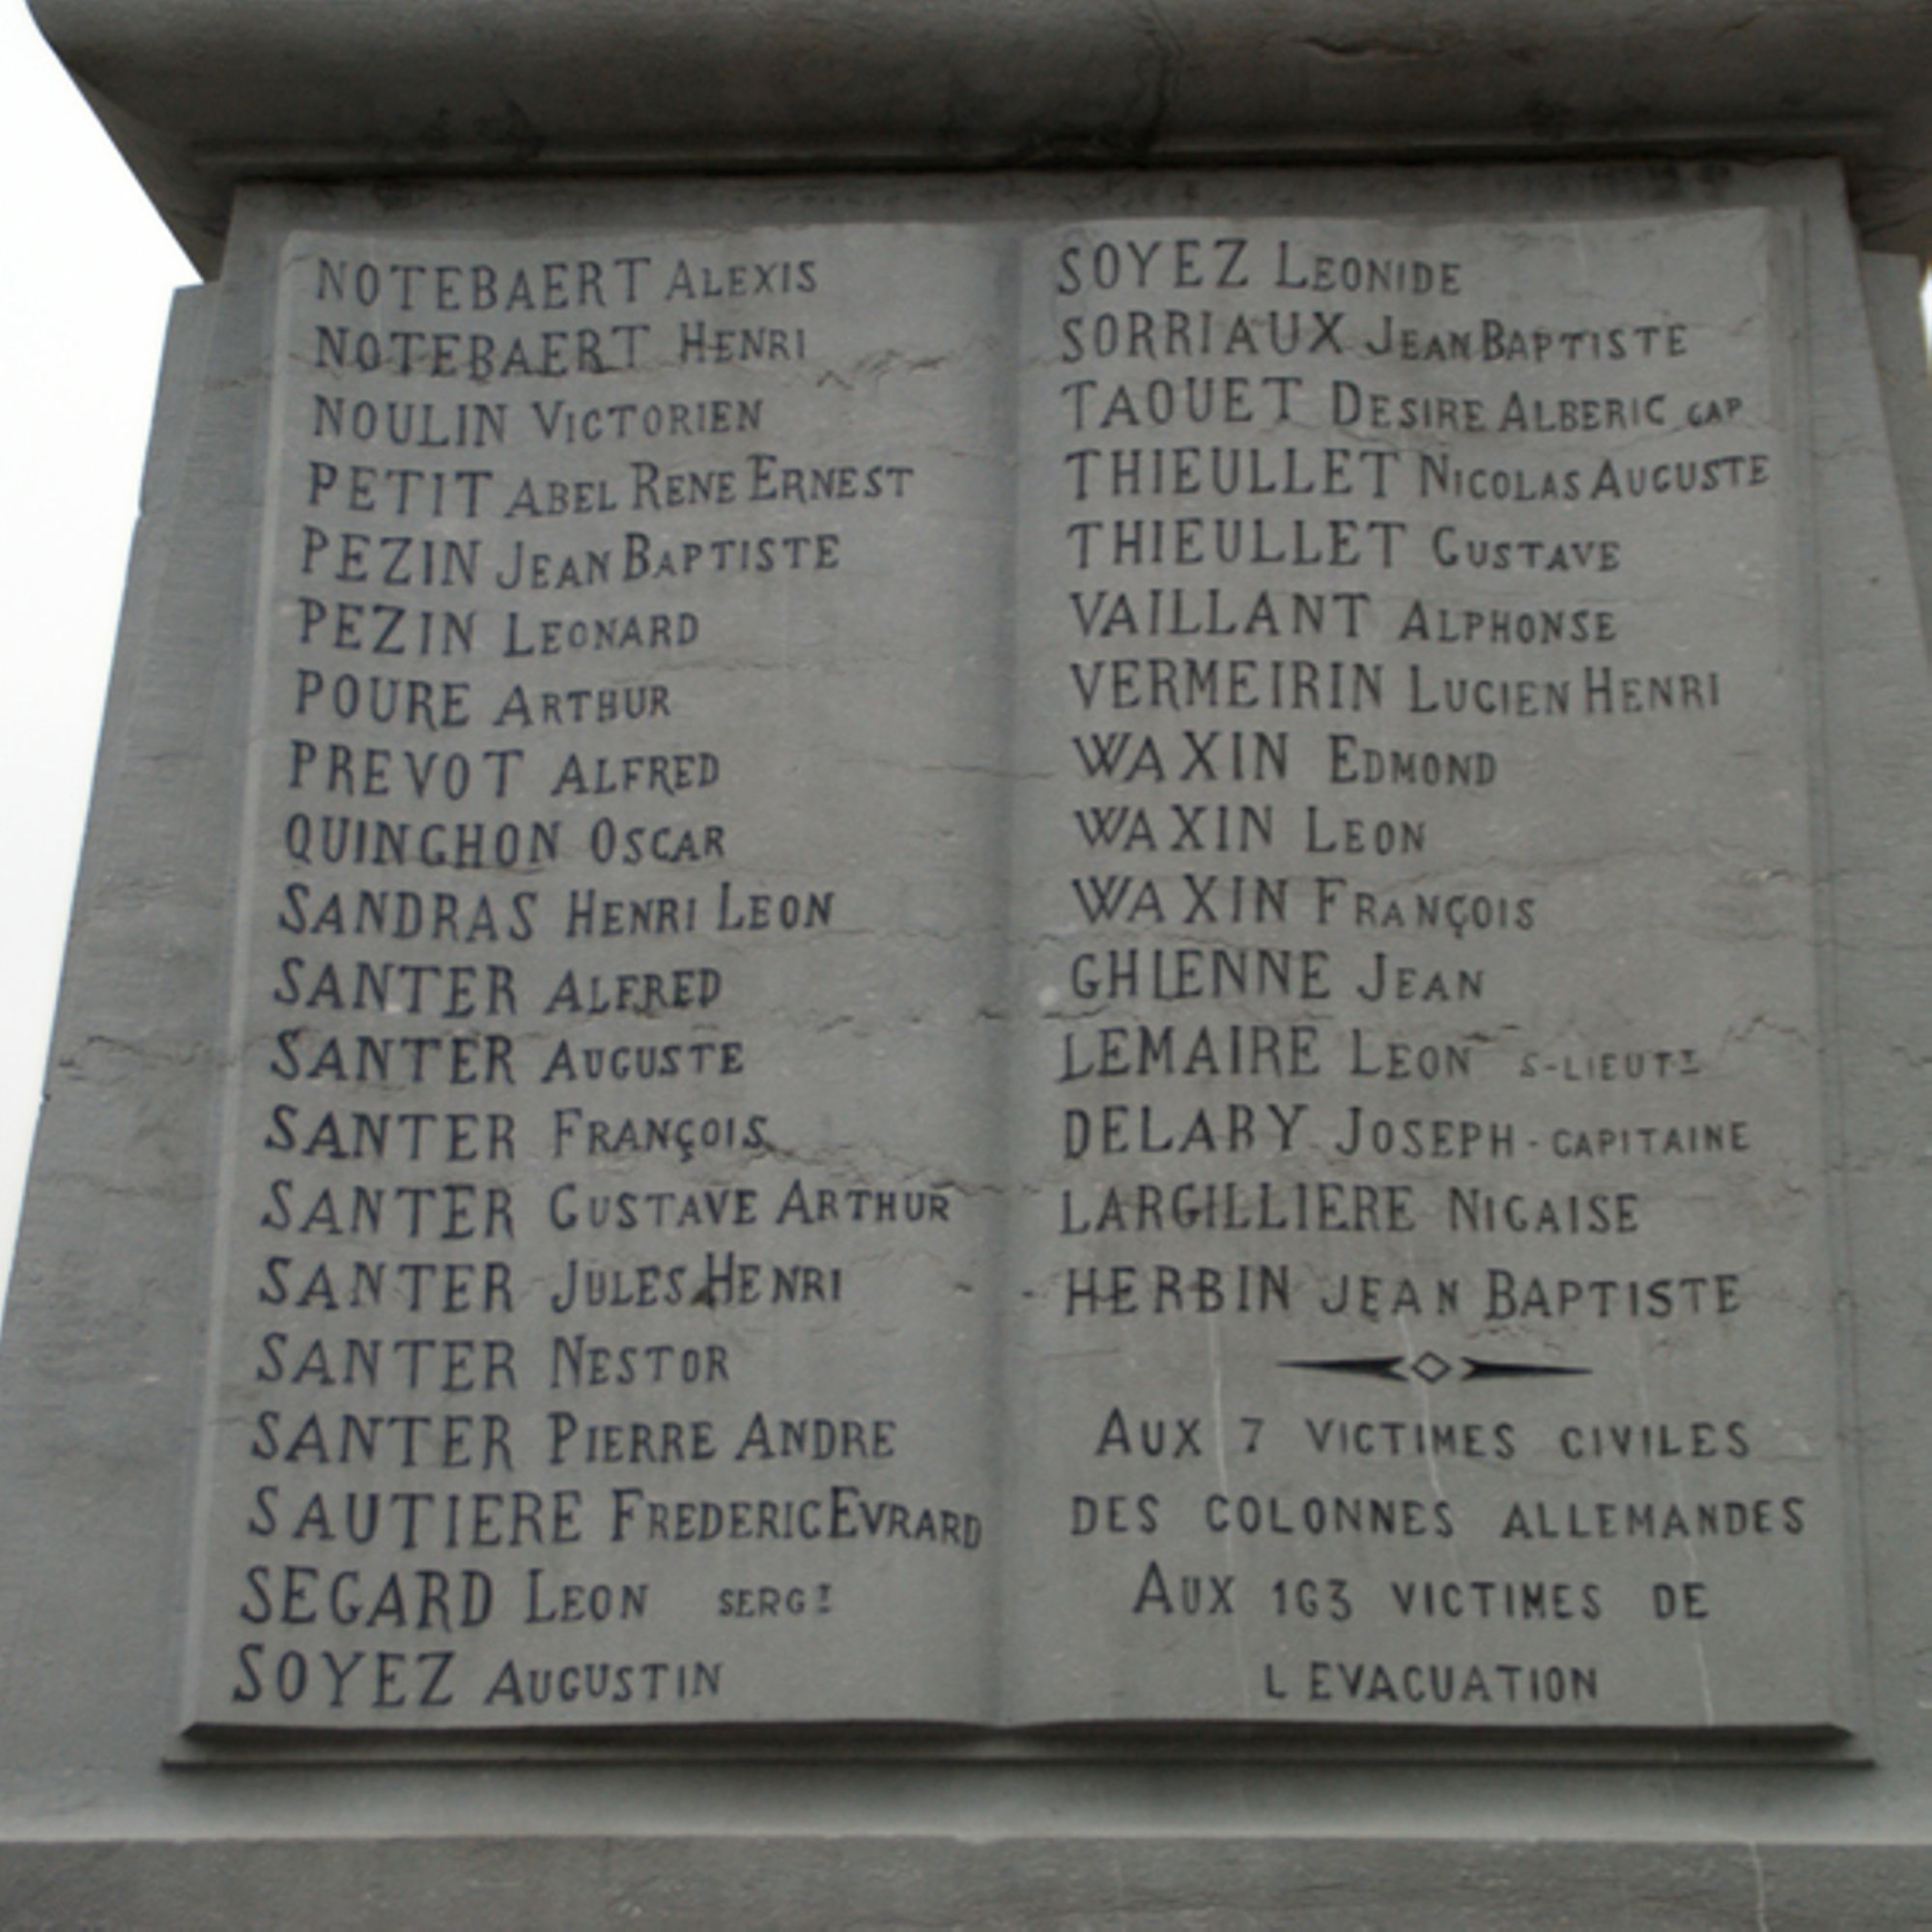 NOTEBAERT ALEXIS
NOTEBAERT HENRI
NOULIN VICTORIEN
PETIT ABEL RENE ERNEST
PEZIN JEAN BAPTISTE
PEZIN LEONARD
POURE ARTHUR
PREVOT ALFRED
QUINCHON OSCAR
SANDRAS HENRI LEON
SANTER ALFRED
SANTER AUGUSTE
SANTER FRANÇOIS
SANTER GUSTAVE ARTHUR
SANTER JULES HENRI
SANTER NESTOR
SANTER PIERRE ANDRE
SAUTIERE FREDERIC EVRARD
SEGARD LEON SERGT
SOYEZ AUGUSTIN
SOYEZ LEONIDE
SORRIAUX JEAN BAPTISTE
TAQUET DESIRE ALBERIC CAP
THIEULLET NICOLAS AUGUSTE
THIEULLET GUSTAVE
VAILLANT ALPHONSE
VERMEIRIN LUCIEN HENRI
WAXIN EDMOND
WAXIN LEON
WAXIN FRANÇOIS
GHIENNE JEAN
LEMAIRE LEON S-LIEUTT
DELABY JOSEPH - CAPITAINE
LARGILLIERE NICAISE
HERBIN JEAN BAPTISTE
AUX 7 VICTIMES CIVILES
DES COLONNES ALLEMANDES
AUX 163 VICTIMES DE
L EVACUATION